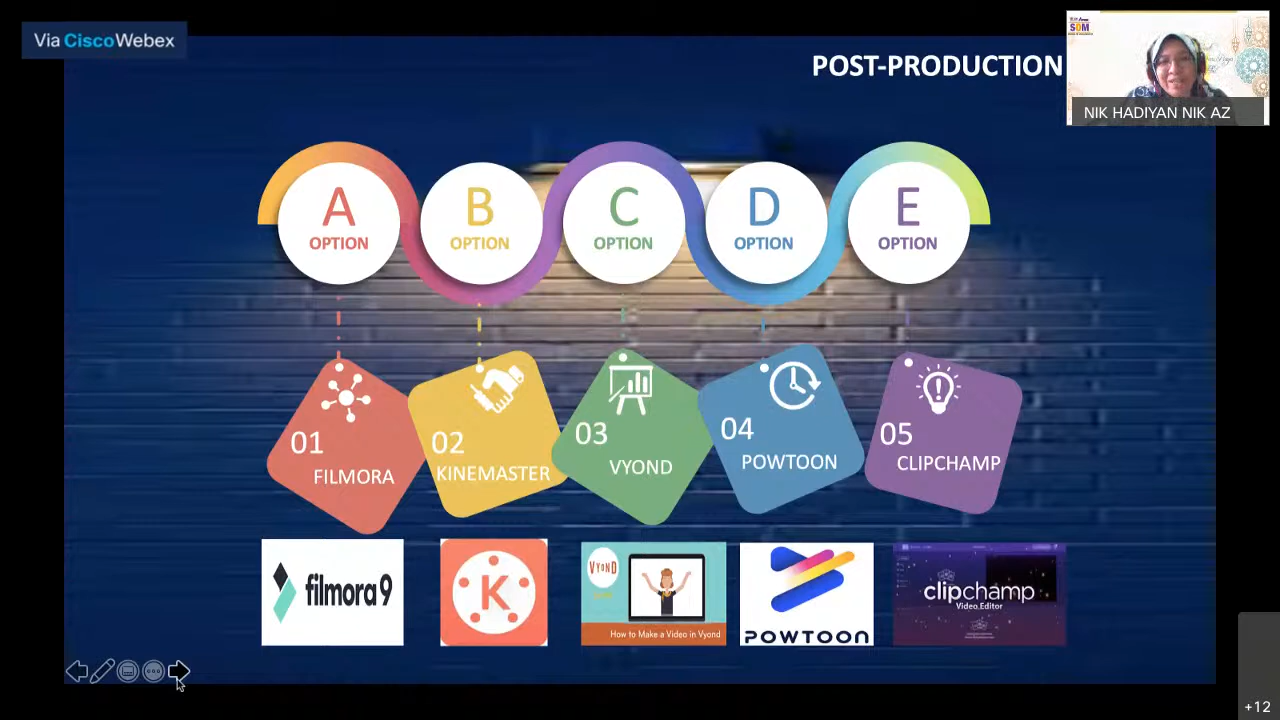 Via CiscoWebex
POST-PRODUCTION
NIK HADIYAN NIK AZ
A
OPTION
B
OPTION
C
OPTION
D
OPTION
E
OPTION
01
FILMORA
02
KINEMASTER
03
VYOND
04
POWTOON
05
CLIPCHAMP
filmora9
K
VYOND
How to Make a Video in Vyond
POWTOON
clipchamp
Video Editor
+12